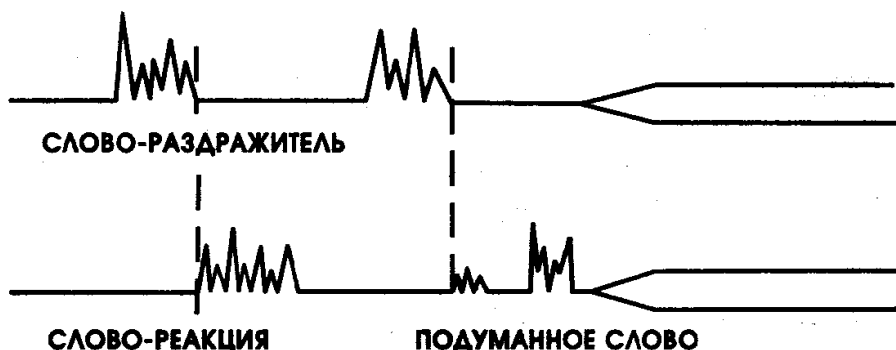 СЛОВО-РАЗДРАЖИТЕЛЬ
СЛОВО-РЕАКЦИЯ ПОДУМАННОЕ СЛОВО